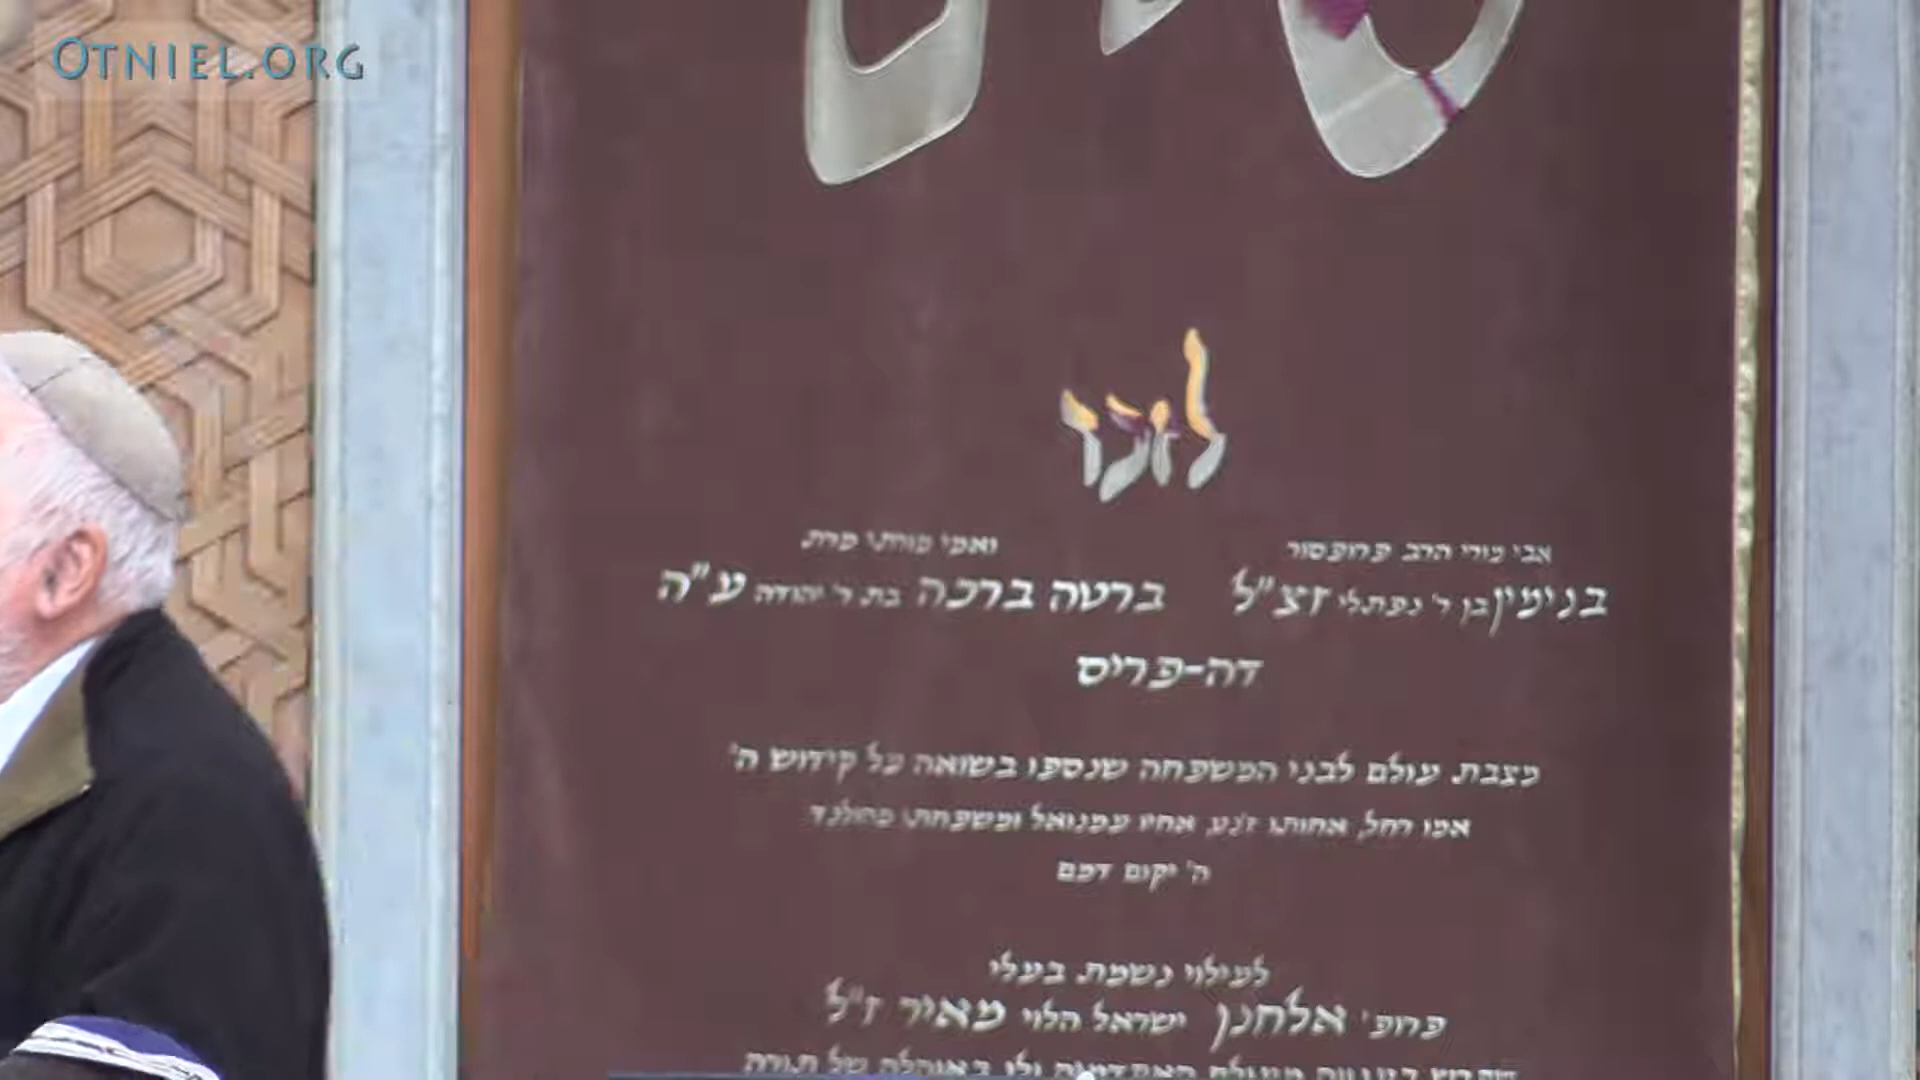 OTNIEL.ORG
לזכר
אבי מורי הרב פרופסור
בנימין בן ר' נפתלי זצ"ל
ואמי מורתי מרת
ברטה ברכה בת ר' יהודה ע"ה
דה-פריס
מצבת עולם לבני המשפחה שנספו בשואה על קידוש ה'
אמו רחל, אחותו אחיו עמנואל ומשפחתו מהולנד
ה' יקום דמם
לעילוי נשמת בעלי
פרופ' אלחנן ישראל הלוי מאיר ז"ל
של תורה